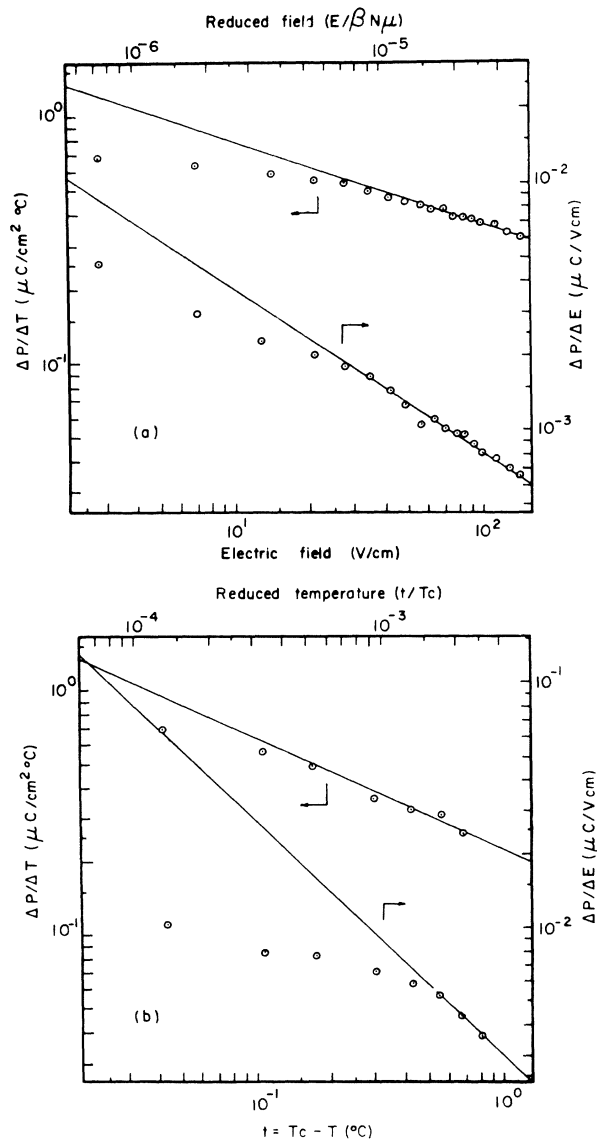 Reduced field (E/βNμ)
10⁻⁶ 10⁻⁵
10⁰
10⁻¹
ΔP/ΔT (μC/cm² °C)
10⁻²
10⁻³
ΔP/ΔE (μC/Vcm)
(a)
10¹ 10²
Electric field (V/cm)
Reduced temperature (t/Tc)
10⁻⁴ 10⁻³
10⁰
10⁻¹
ΔP/ΔT (μC/cm² °C)
10⁻¹
10⁻²
ΔP/ΔE (μC/Vcm)
(b)
10⁻¹ 10⁰
t = Tc - T (°C)